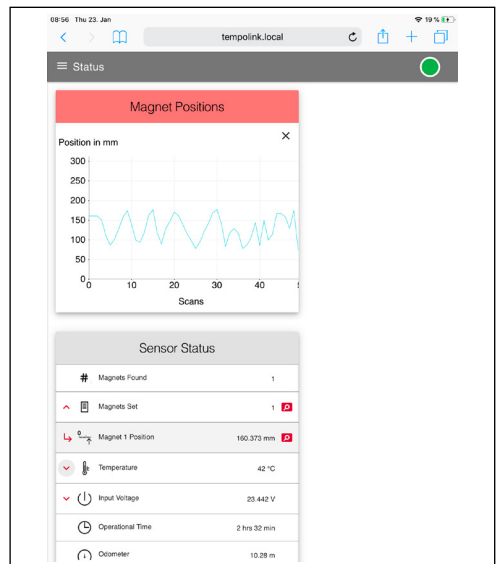 08:56 Thu 23. Jan 19 %
tempolink.local
Status
Magnet Positions
Position in mm
300
250
200
150
100
50
0
0 10 20 30 40
Scans
Sensor Status
# Magnets Found 1
Magnets Set 1
0 Magnet 1 Position 160.373 mm
Temperature 42 °C
Input Voltage 23.442 V
Operational Time 2 hrs 32 min
Odometer 10.28 m